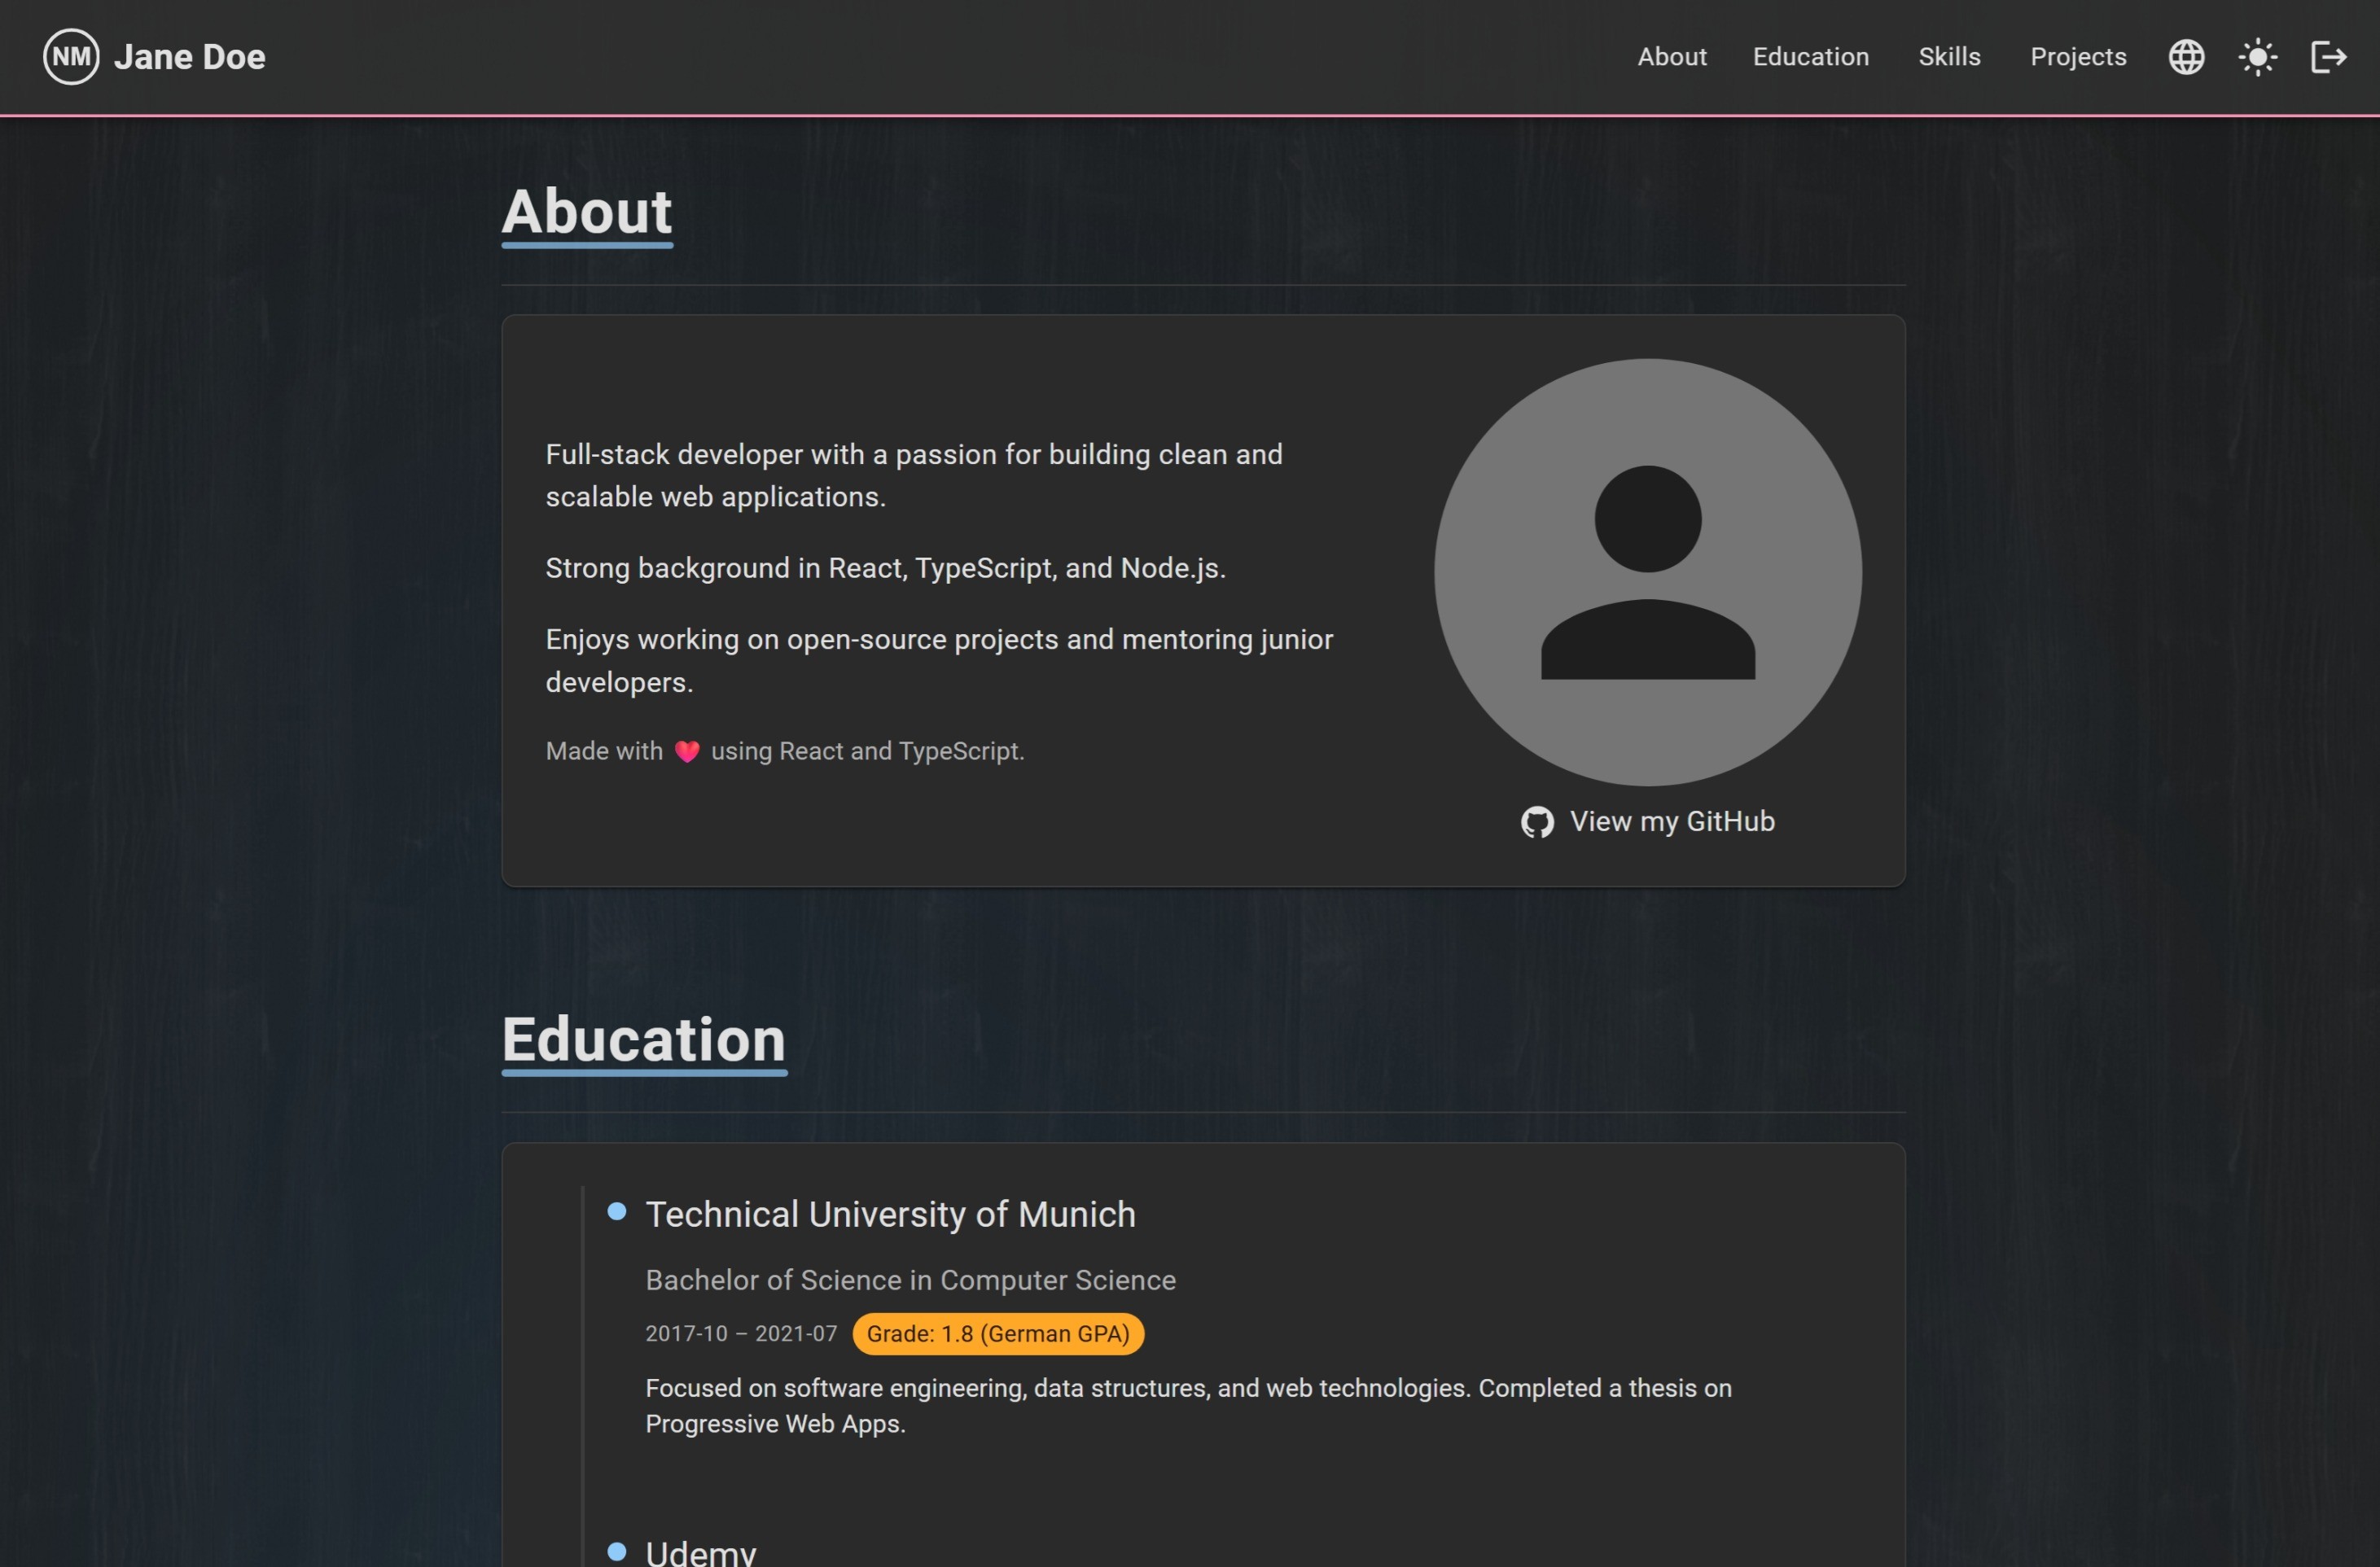 NM Jane Doe
About Education Skills Projects
About
Full-stack developer with a passion for building clean and
scalable web applications.
Strong background in React, TypeScript, and Node.js.
Enjoys working on open-source projects and mentoring junior
developers.
Made with ❤️ using React and TypeScript.
View my GitHub
Education
Technical University of Munich
Bachelor of Science in Computer Science
2017-10 – 2021-07 Grade: 1.8 (German GPA)
Focused on software engineering, data structures, and web technologies. Completed a thesis on
Progressive Web Apps.
Udemy